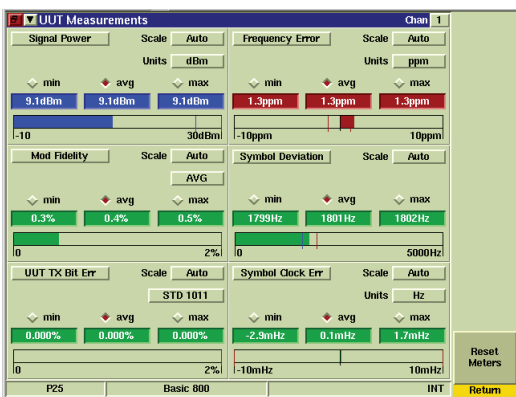 UUT Measurements Chan 1
Signal Power Scale Auto
Units dBm
min avg max
9.1dBm 9.1dBm 9.1dBm
-10 30dBm
Frequency Error Scale Auto
Units ppm
min avg max
1.3ppm 1.3ppm 1.3ppm
-10ppm 10ppm
Mod Fidelity Scale Auto
AVG
min avg max
0.3% 0.4% 0.5%
0 2%
Symbol Deviation Scale Auto
min avg max
1799Hz 1801Hz 1802Hz
0 5000Hz
UUT TX Bit Err Scale Auto
STD 1011
min avg max
0.000% 0.000% 0.000%
0 2%
Symbol Clock Err Scale Auto
Units Hz
min avg max
-2.9mHz 0.1mHz 1.7mHz
-10mHz 10mHz
Reset
Meters
P25 Basic 800 INT Return